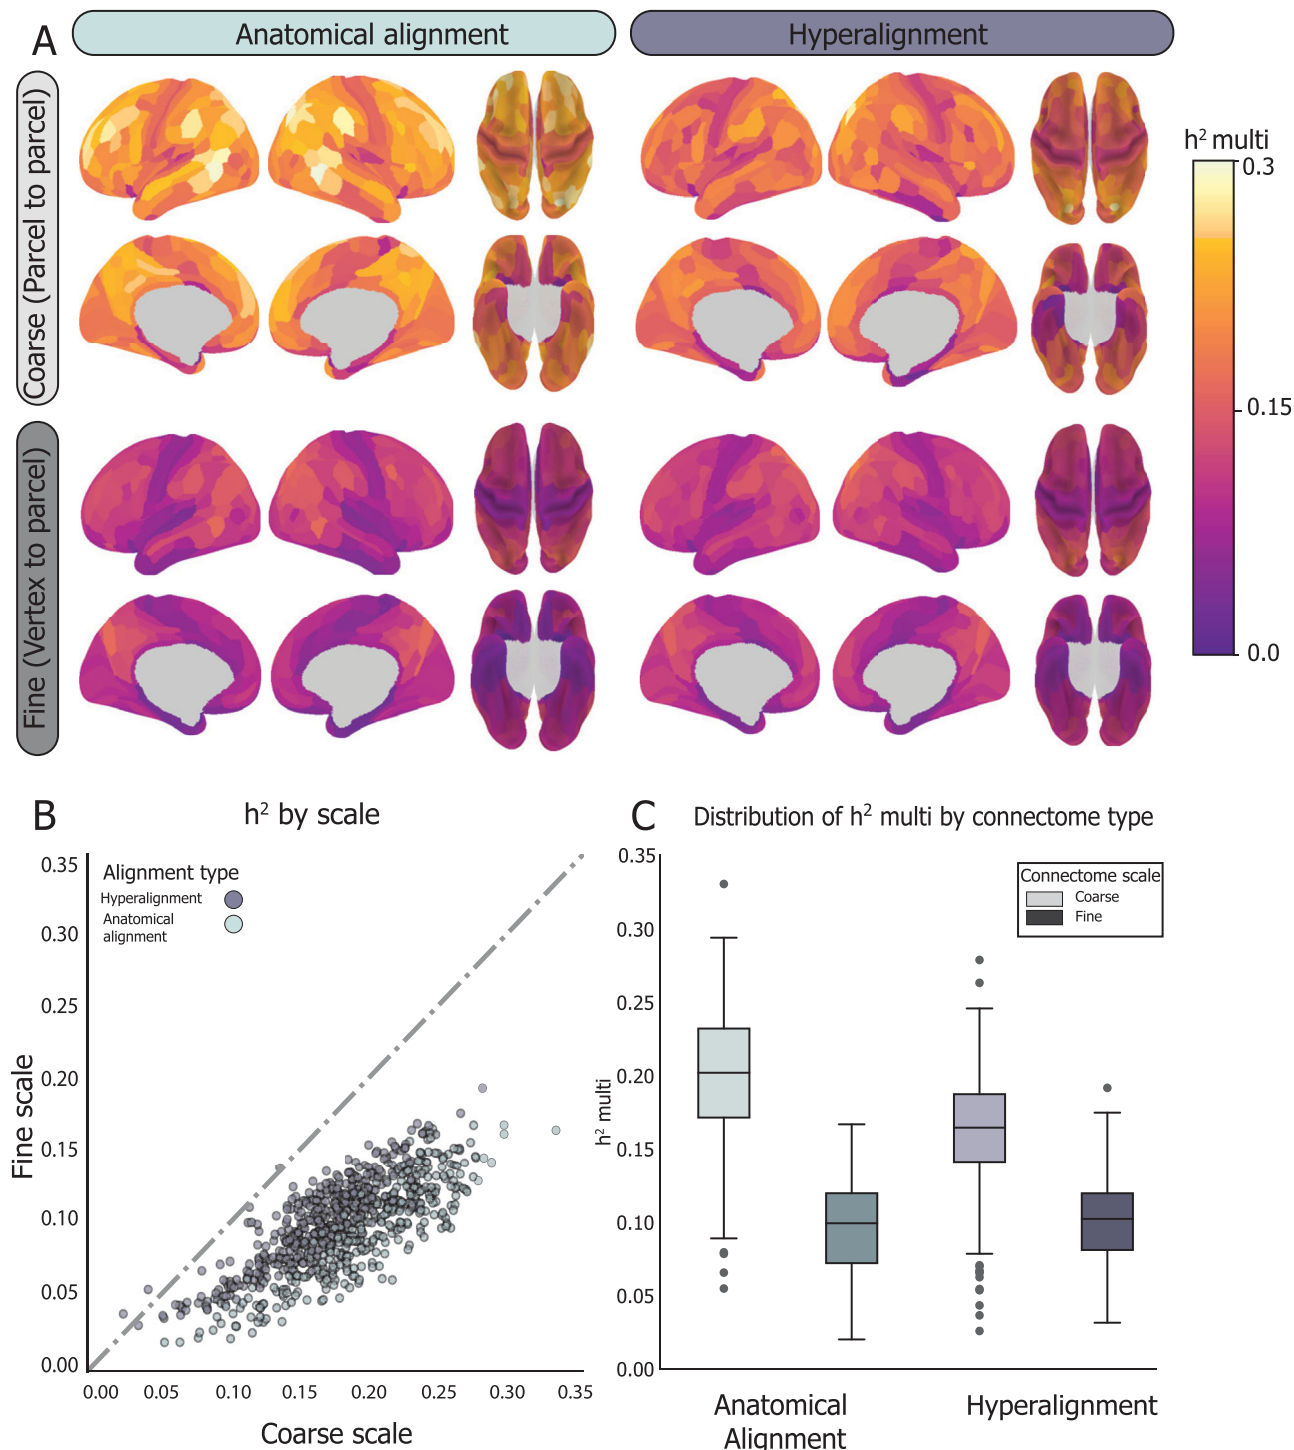 A
Anatomical alignment
Hyperalignment
Coarse (Parcel to parcel)
Fine (Vertex to parcel)
h² multi
0.3
0.15
0.0
B
h² by scale
Alignment type
Hyperalignment
Anatomical
alignment
Fine scale
0.35
0.30
0.25
0.20
0.15
0.10
0.05
0.00
0.00 0.05 0.10 0.15 0.20 0.25 0.30 0.35
Coarse scale
C
Distribution of h² multi by connectome type
Connectome scale
Coarse
Fine
h² multi
0.35
0.30
0.25
0.20
0.15
0.10
0.05
0.00
Anatomical
Alignment
Hyperalignment